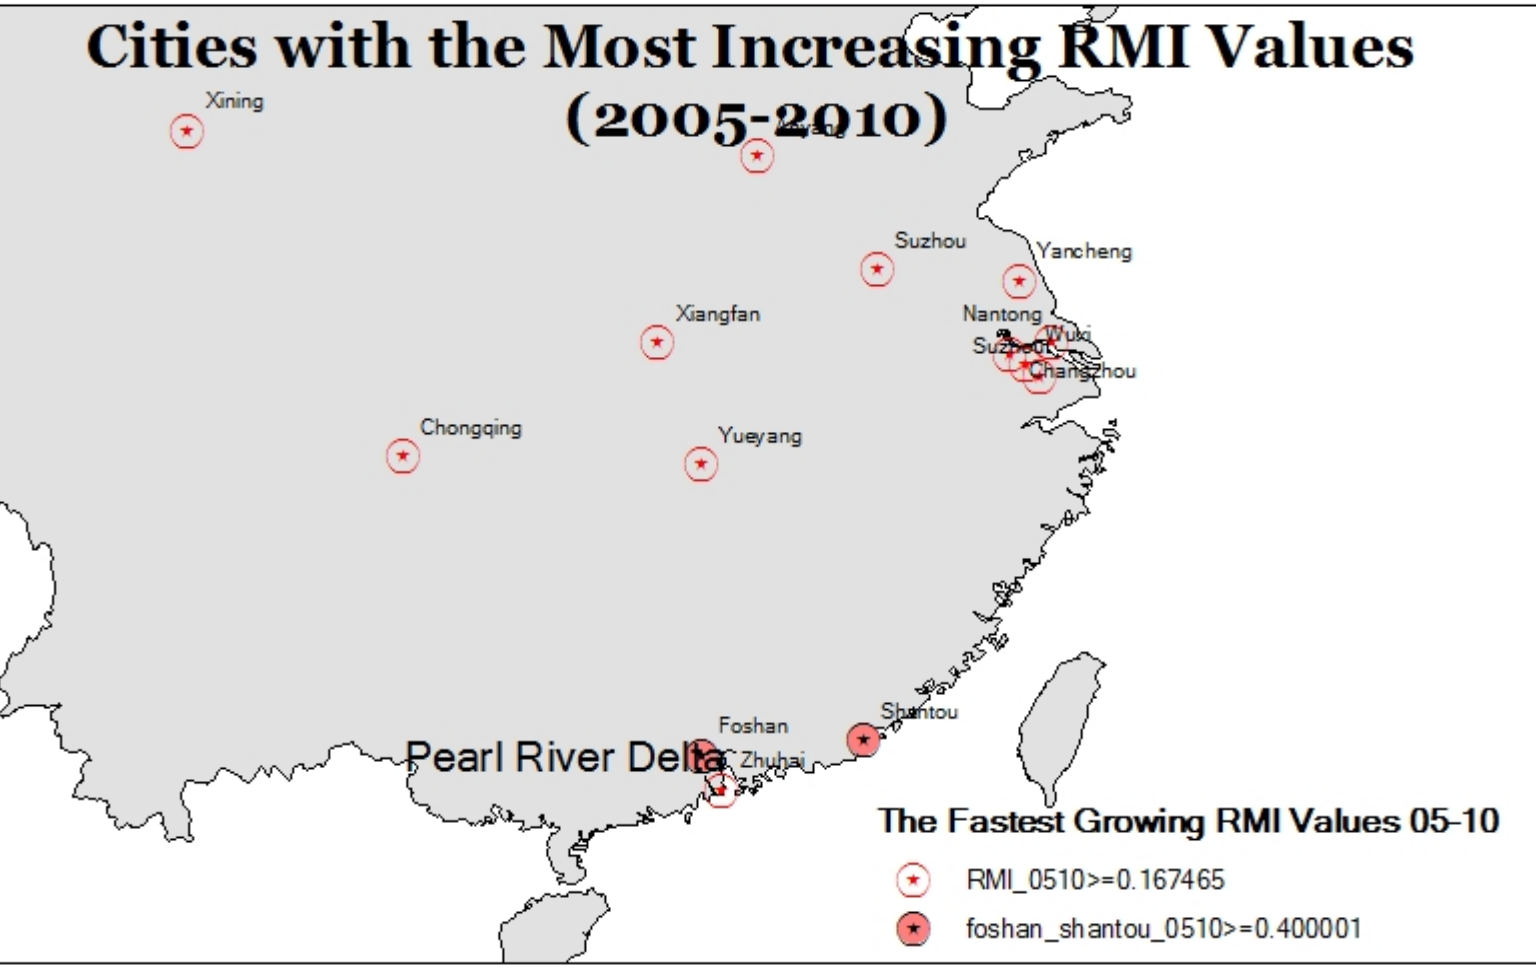 Cities with the Most Increasing RMI Values
(2005-2010)
Xining
Suzhou
Yancheng
Nantong
Xiangfan
Wuxi
Suzhou
Changzhou
Chongqing
Yueyang
Shantou
Foshan
Pearl River Delta
Zhuhai
The Fastest Growing RMI Values 05-10
RMI_0510>=0.167465
foshan_shantou_0510>=0.400001